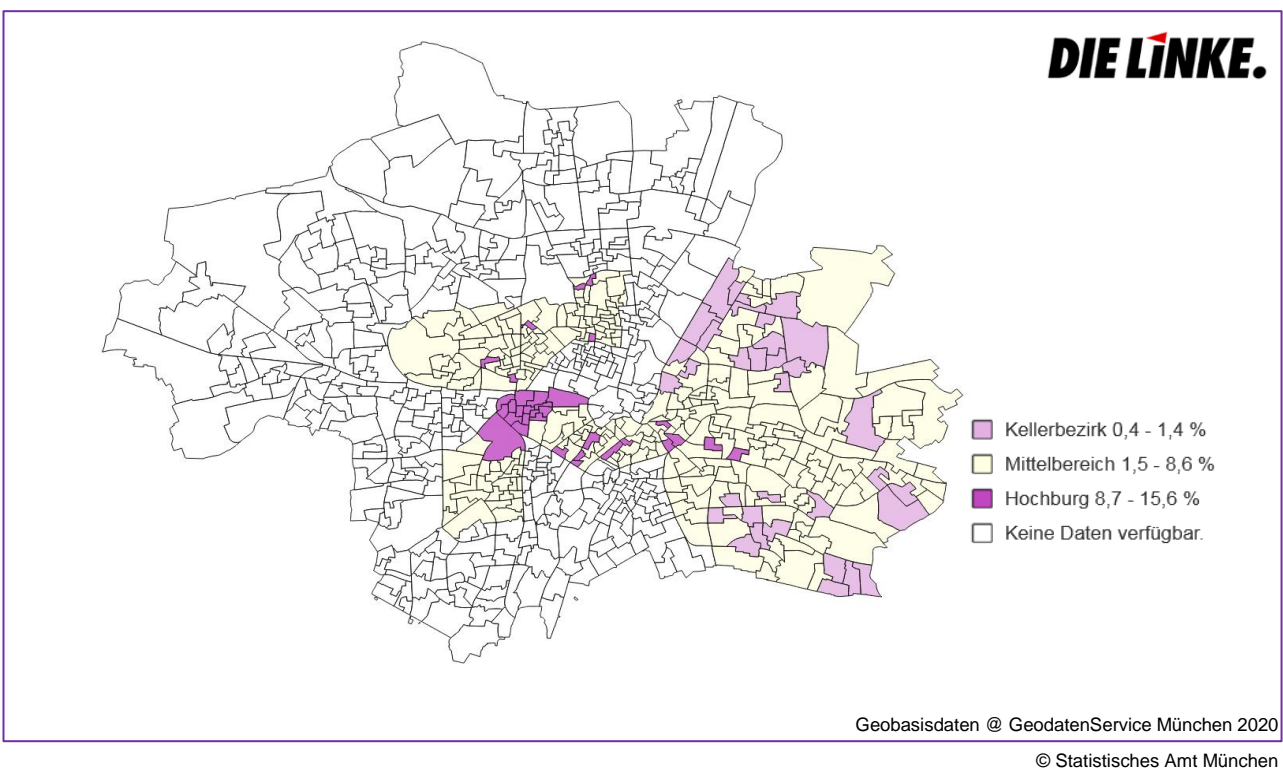 DIE LINKE.
Kellerbezirk 0,4 - 1,4 %
Mittelbereich 1,5 - 8,6 %
Hochburg 8,7 - 15,6 %
Keine Daten verfügbar.
Geobasisdaten @ GeodatenService München 2020
© Statistisches Amt München